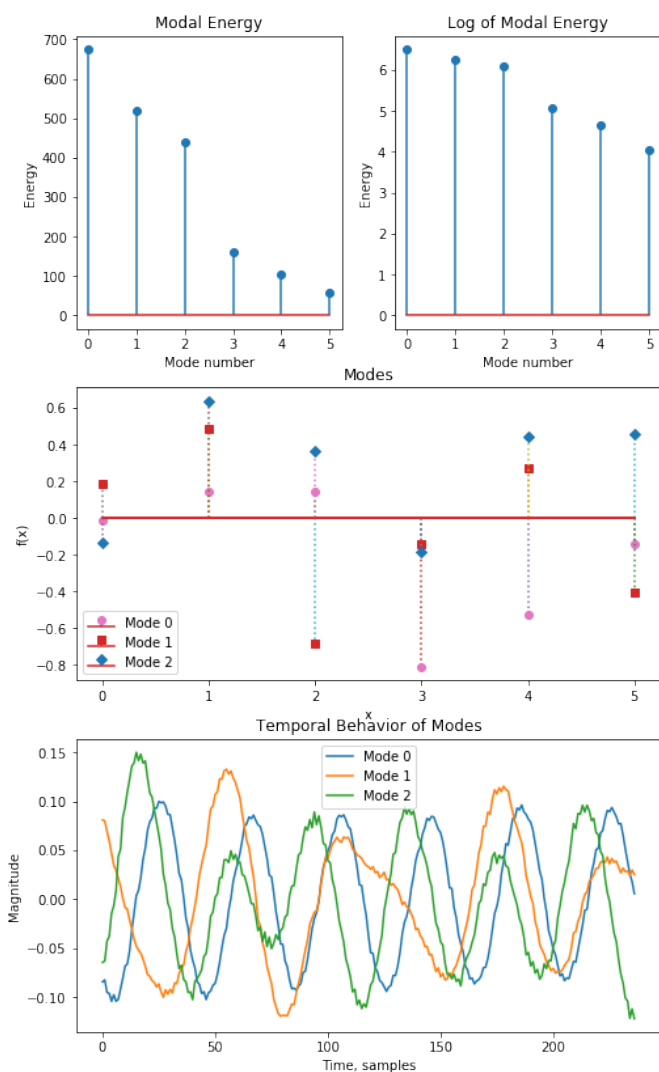 Modal Energy
Log of Modal Energy
700
600
500
400
300
200
100
0
Energy
0 1 2 3 4 5
Mode number
6
5
4
3
2
1
0
Energy
0 1 2 3 4 5
Mode number
Modes
0.6
0.4
0.2
0.0
−0.2
−0.4
−0.6
−0.8
f(x)
Mode 0
Mode 1
Mode 2
0 1 2 3 4 5
x
Temporal Behavior of Modes
0.15
0.10
0.05
0.00
−0.05
−0.10
Magnitude
Mode 0
Mode 1
Mode 2
0 50 100 150 200
Time, samples